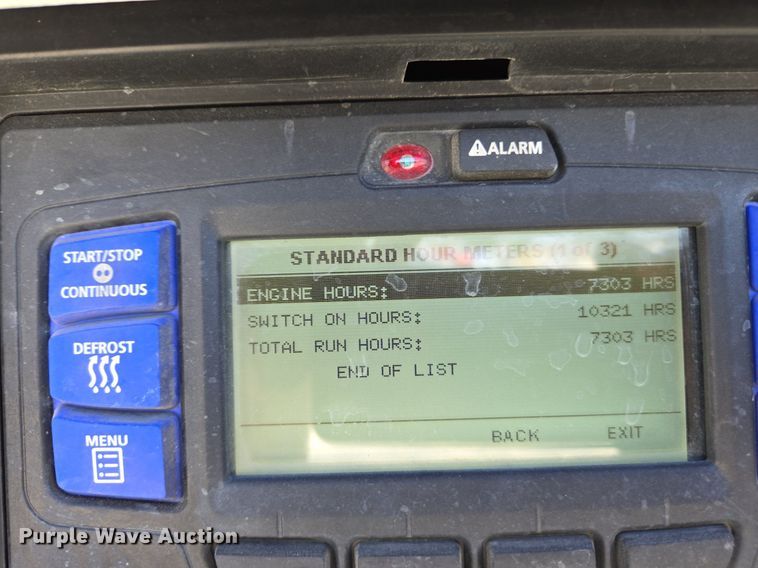 ALARM
START/STOP
CONTINUOUS
DEFROST
MENU
STANDARD HOUR METERS (1 of 3)
ENGINE HOURS: 7303 HRS
SWITCH ON HOURS: 10321 HRS
TOTAL RUN HOURS: 7303 HRS
END OF LIST
BACK EXIT
Purple Wave Auction